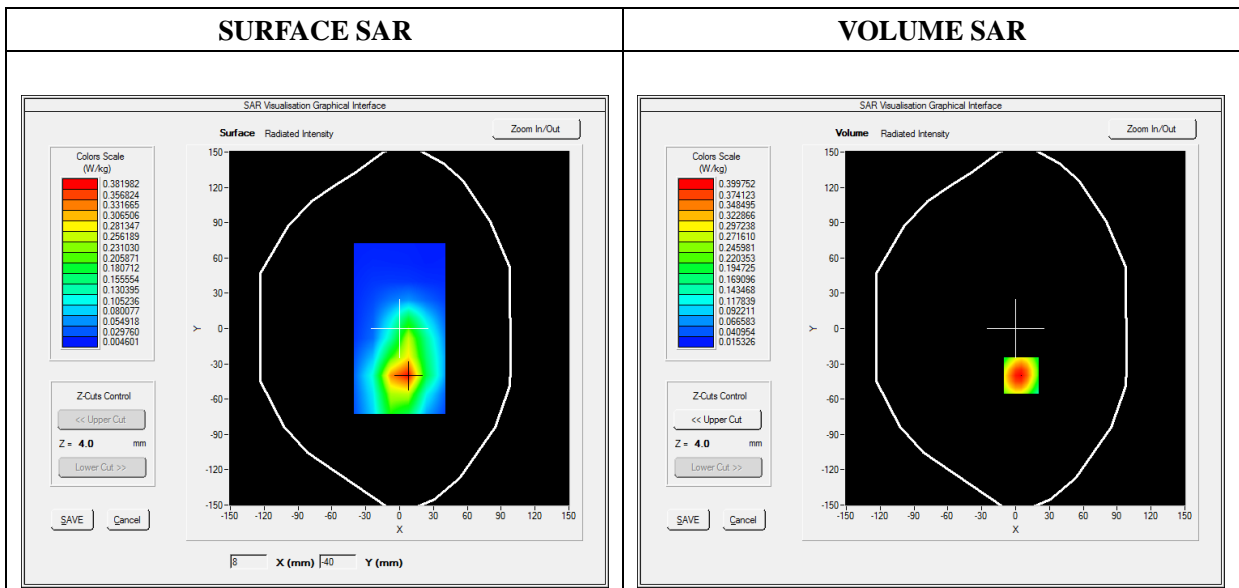 SURFACE SAR
VOLUME SAR
SAR Visualisation Graphical Interface
Surface Radiated Intensity
Zoom In/Out
Colors Scale
(W/kg)
0.381982
0.356824
0.331665
0.306506
0.281347
0.256189
0.231030
0.205871
0.180712
0.155554
0.130395
0.105236
0.080077
0.054918
0.029760
0.004601
Z-Cuts Control
<< Upper Cut
Z = 4.0 mm
Lower Cut >>
SAVE Cancel
150
120
90
60
30
0
-30
-60
-90
-120
-150
Y
-150 -120 -90 -60 -30 0 30 60 90 120 150
X
8 X (mm) -40 Y (mm)
SAR Visualisation Graphical Interface
Volume Radiated Intensity
Zoom In/Out
Colors Scale
(W/kg)
0.399752
0.374123
0.348495
0.322866
0.297238
0.271610
0.245981
0.220353
0.194725
0.169096
0.143468
0.117839
0.092211
0.066583
0.040954
0.015326
Z-Cuts Control
<< Upper Cut
Z = 4.0 mm
Lower Cut >>
SAVE Cancel
150
120
90
60
30
0
-30
-60
-90
-120
-150
Y
-150 -120 -90 -60 -30 0 30 60 90 120 150
X